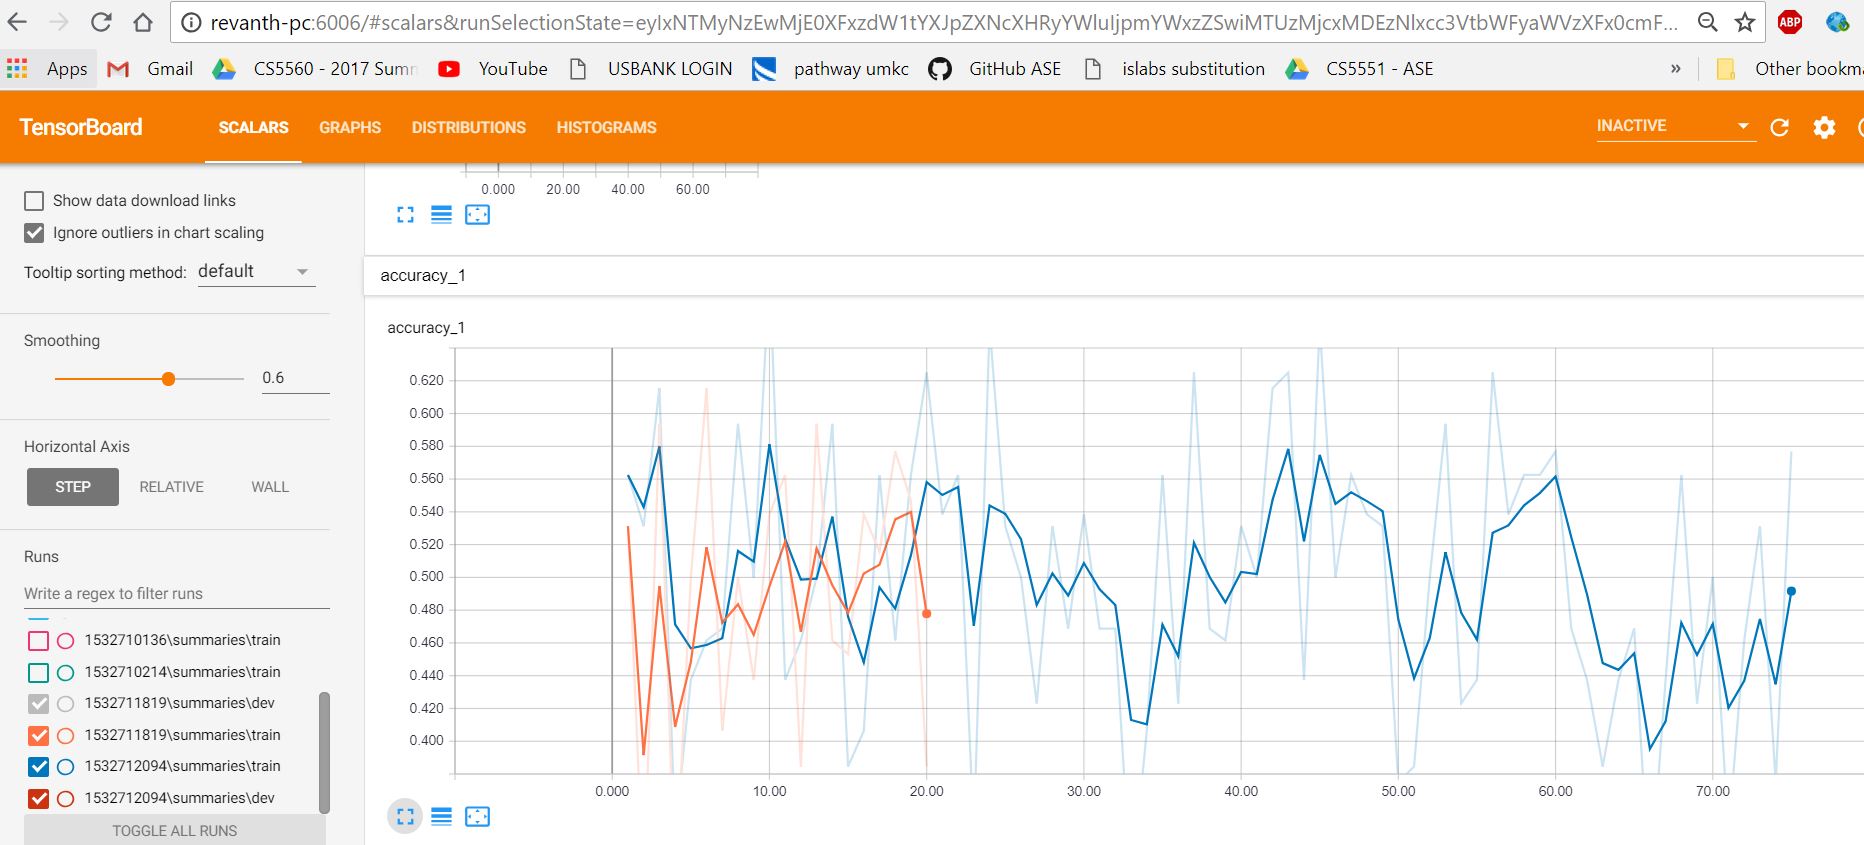 revanth-pc:6006/#scalars&runSelectionState=eyIxNTMyNzEwMjE0XFxzdW1tYXJpZXNcXHRyYWluIjpmYWxzZSwiMTUzMjcxMDEzNlxcc3VtbWFyaWVzXFx0cmF...
ABP
Apps Gmail CS5560 - 2017 Summ YouTube USBANK LOGIN pathway umkc GitHub ASE islabs substitution CS5551 - ASE » Other bookma
TensorBoard SCALARS GRAPHS DISTRIBUTIONS HISTOGRAMS INACTIVE
Show data download links
Ignore outliers in chart scaling
Tooltip sorting method: default
Smoothing
0.6
Horizontal Axis
STEP RELATIVE WALL
Runs
Write a regex to filter runs
1532710136\summaries\train
1532710214\summaries\train
1532711819\summaries\dev
1532711819\summaries\train
1532712094\summaries\train
1532712094\summaries\dev
TOGGLE ALL RUNS
0.000 20.00 40.00 60.00
accuracy_1
accuracy_1
0.620
0.600
0.580
0.560
0.540
0.520
0.500
0.480
0.460
0.440
0.420
0.400
0.000 10.00 20.00 30.00 40.00 50.00 60.00 70.00